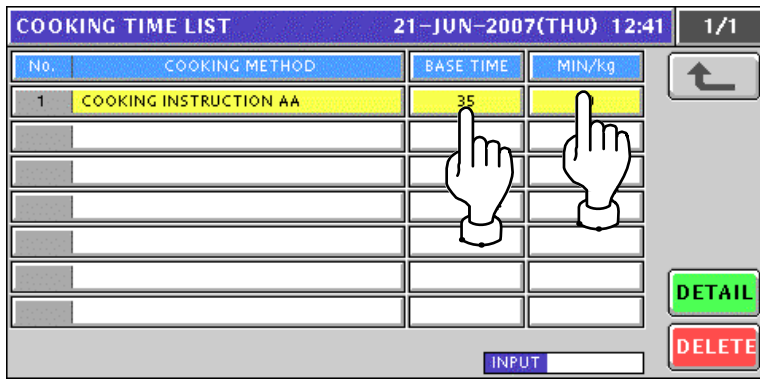 COOKING TIME LIST 21-JUN-2007(THU) 12:41 1/1
No. COOKING METHOD BASE TIME MIN/kg
1 COOKING INSTRUCTION AA 35
DETAIL
DELETE
INPUT